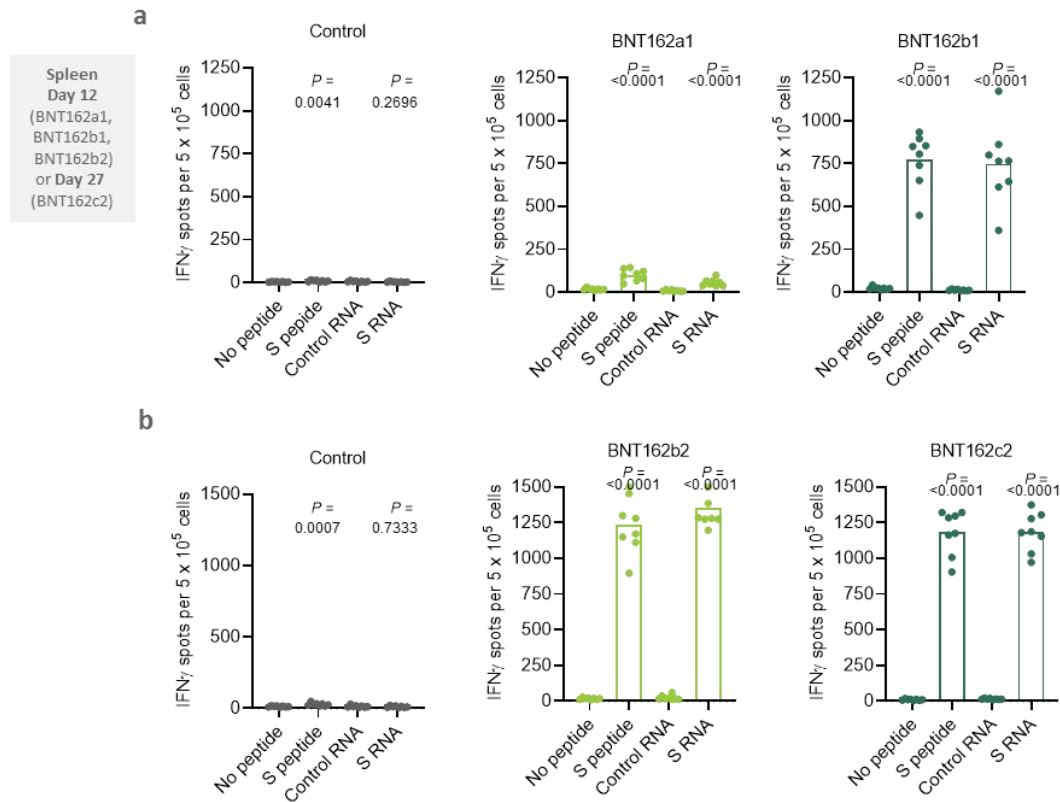 a
Spleen
Day 12
(BNT162a1,
BNT162b1,
BNT162b2)
or Day 27
(BNT162c2)
Control
IFNγ spots per 5 x 10⁵ cells
1250
1000
750
500
250
0
P =
0.0041
P =
0.2696
No peptide
S pepide
Control RNA
S RNA
BNT162a1
IFNγ spots per 5 x 10⁵ cells
1250
1000
750
500
250
0
P =
<0.0001
P =
<0.0001
No peptide
S pepide
Control RNA
S RNA
BNT162b1
IFNγ spots per 5 x 10⁵ cells
1250
1000
750
500
250
0
P =
<0.0001
P =
<0.0001
No peptide
S pepide
Control RNA
S RNA
b
Control
IFNγ spots per 5 x 10⁵ cells
1500
1250
1000
750
500
250
0
P =
0.0007
P =
0.7333
No peptide
S peptide
Control RNA
S RNA
BNT162b2
IFNγ spots per 5 x 10⁵ cells
1500
1250
1000
750
500
250
0
P =
<0.0001
P =
<0.0001
No peptide
S peptide
Control RNA
S RNA
BNT162c2
IFNγ spots per 5 x 10⁵ cells
1500
1250
1000
750
500
250
0
P =
<0.0001
P =
<0.0001
No peptide
S peptide
Control RNA
S RNA